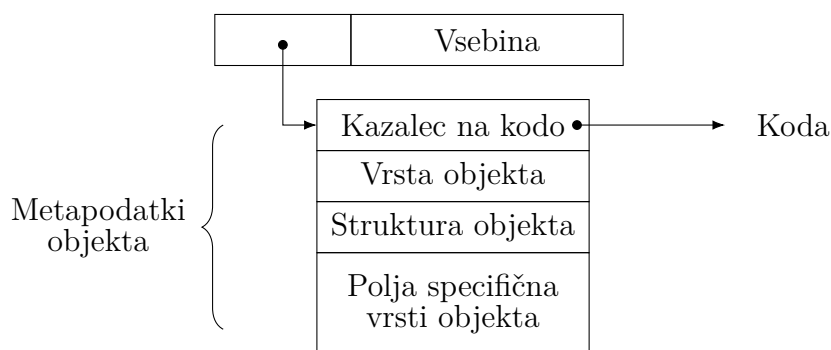 Vsebina
Kazalec na kodo
Koda
Vrsta objekta
Metapodatki
objekta
Struktura objekta
Polja specifična
vrsti objekta